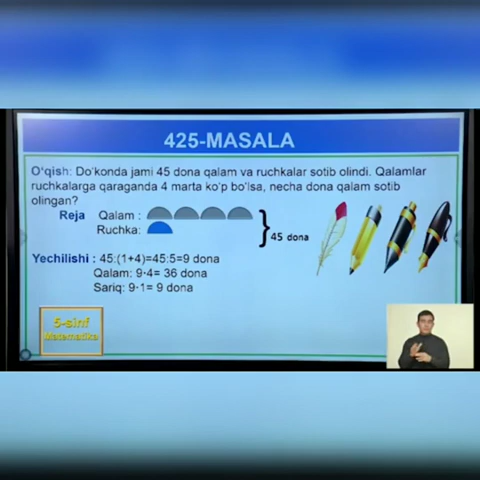 425-MASALA
O'qish: Do'konda jami 45 dona qalam va ruchkalar sotib olindi. Qalamlar
ruchkalarga qaraganda 4 marta ko'p bo'lsa, necha dona qalam sotib
olingan?
Reja Qalam :
Ruchka:
45 dona
Yechilishi : 45:(1+4)=45:5=9 dona
Qalam: 9·4= 36 dona
Sariq: 9·1= 9 dona
5-sinf
Matematika